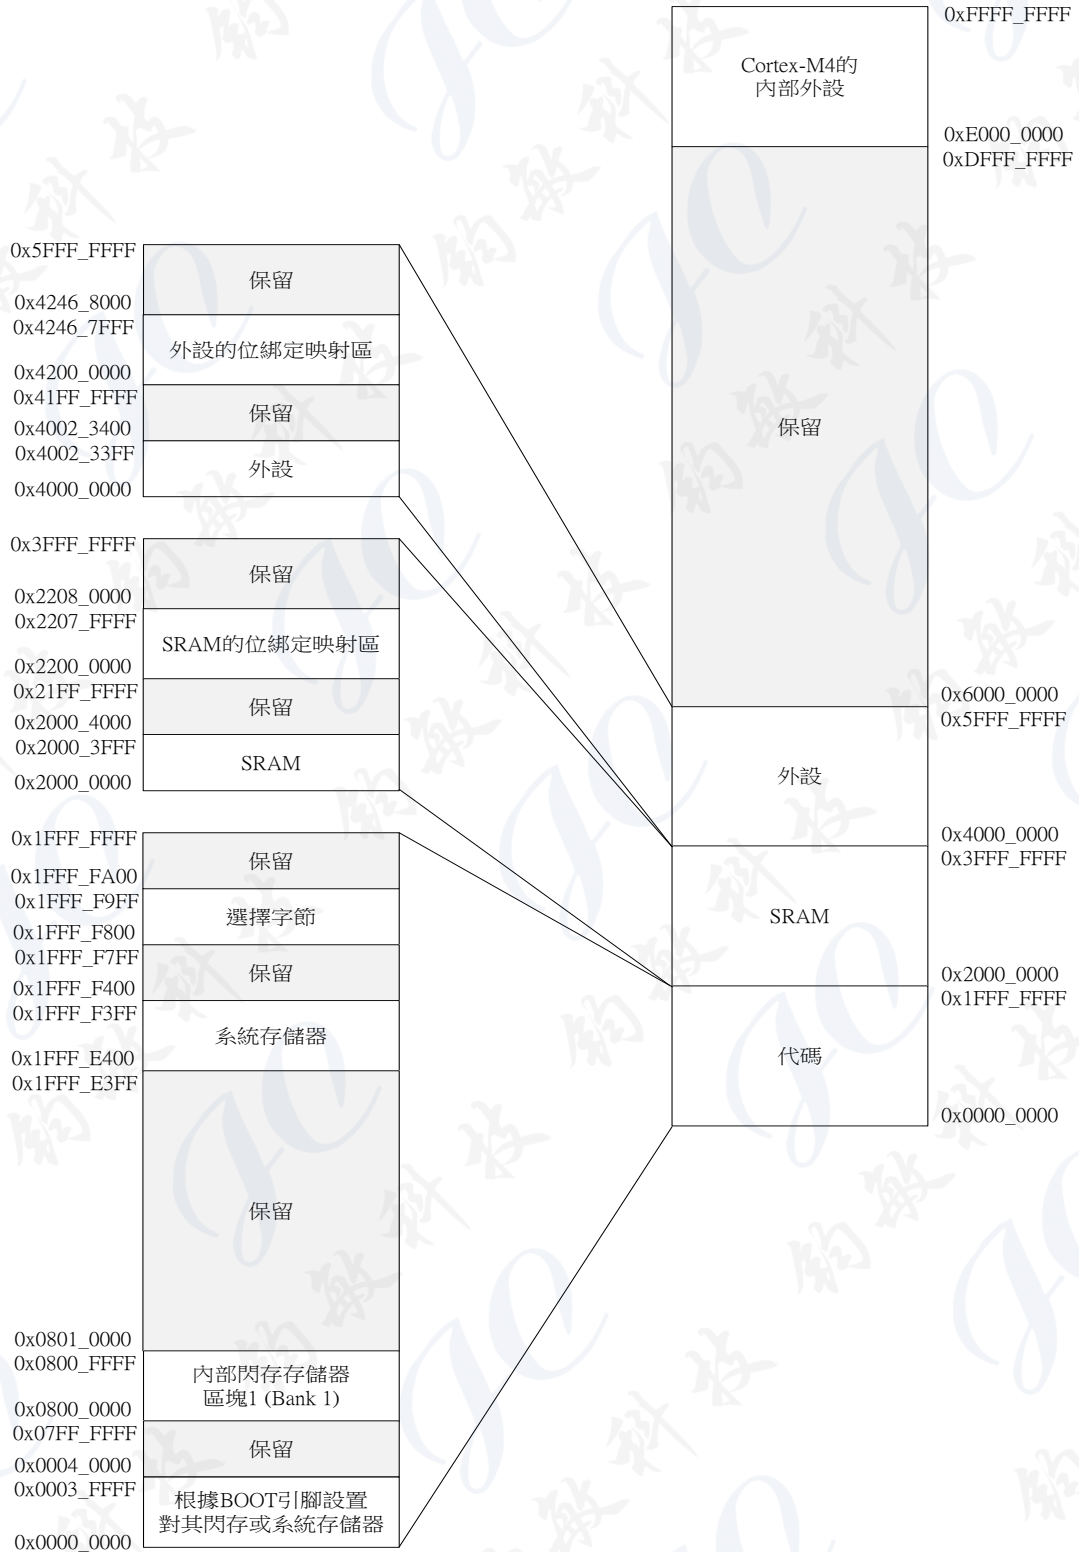 0xFFFF_FFFF
Cortex-M4的
內部外設
0xE000_0000
0xDFFF_FFFF
保留
0x6000_0000
0x5FFF_FFFF
外設
0x4000_0000
0x3FFF_FFFF
SRAM
0x2000_0000
0x1FFF_FFFF
代碼
0x0000_0000
0x5FFF_FFFF
保留
0x4246_8000
0x4246_7FFF
外設的位綁定映射區
0x4200_0000
0x41FF_FFFF
保留
0x4002_3400
0x4002_33FF
外設
0x4000_0000
0x3FFF_FFFF
保留
0x2208_0000
0x2207_FFFF
SRAM的位綁定映射區
0x2200_0000
0x21FF_FFFF
保留
0x2000_4000
0x2000_3FFF
SRAM
0x2000_0000
0x1FFF_FFFF
保留
0x1FFF_FA00
0x1FFF_F9FF
選擇字節
0x1FFF_F800
0x1FFF_F7FF
保留
0x1FFF_F400
0x1FFF_F3FF
系統存儲器
0x1FFF_E400
0x1FFF_E3FF
保留
0x0801_0000
0x0800_FFFF
內部閃存存儲器
區塊1 (Bank 1)
0x0800_0000
0x07FF_FFFF
保留
0x0004_0000
0x0003_FFFF
根據BOOT引腳設置
對其閃存或系統存儲器
0x0000_0000